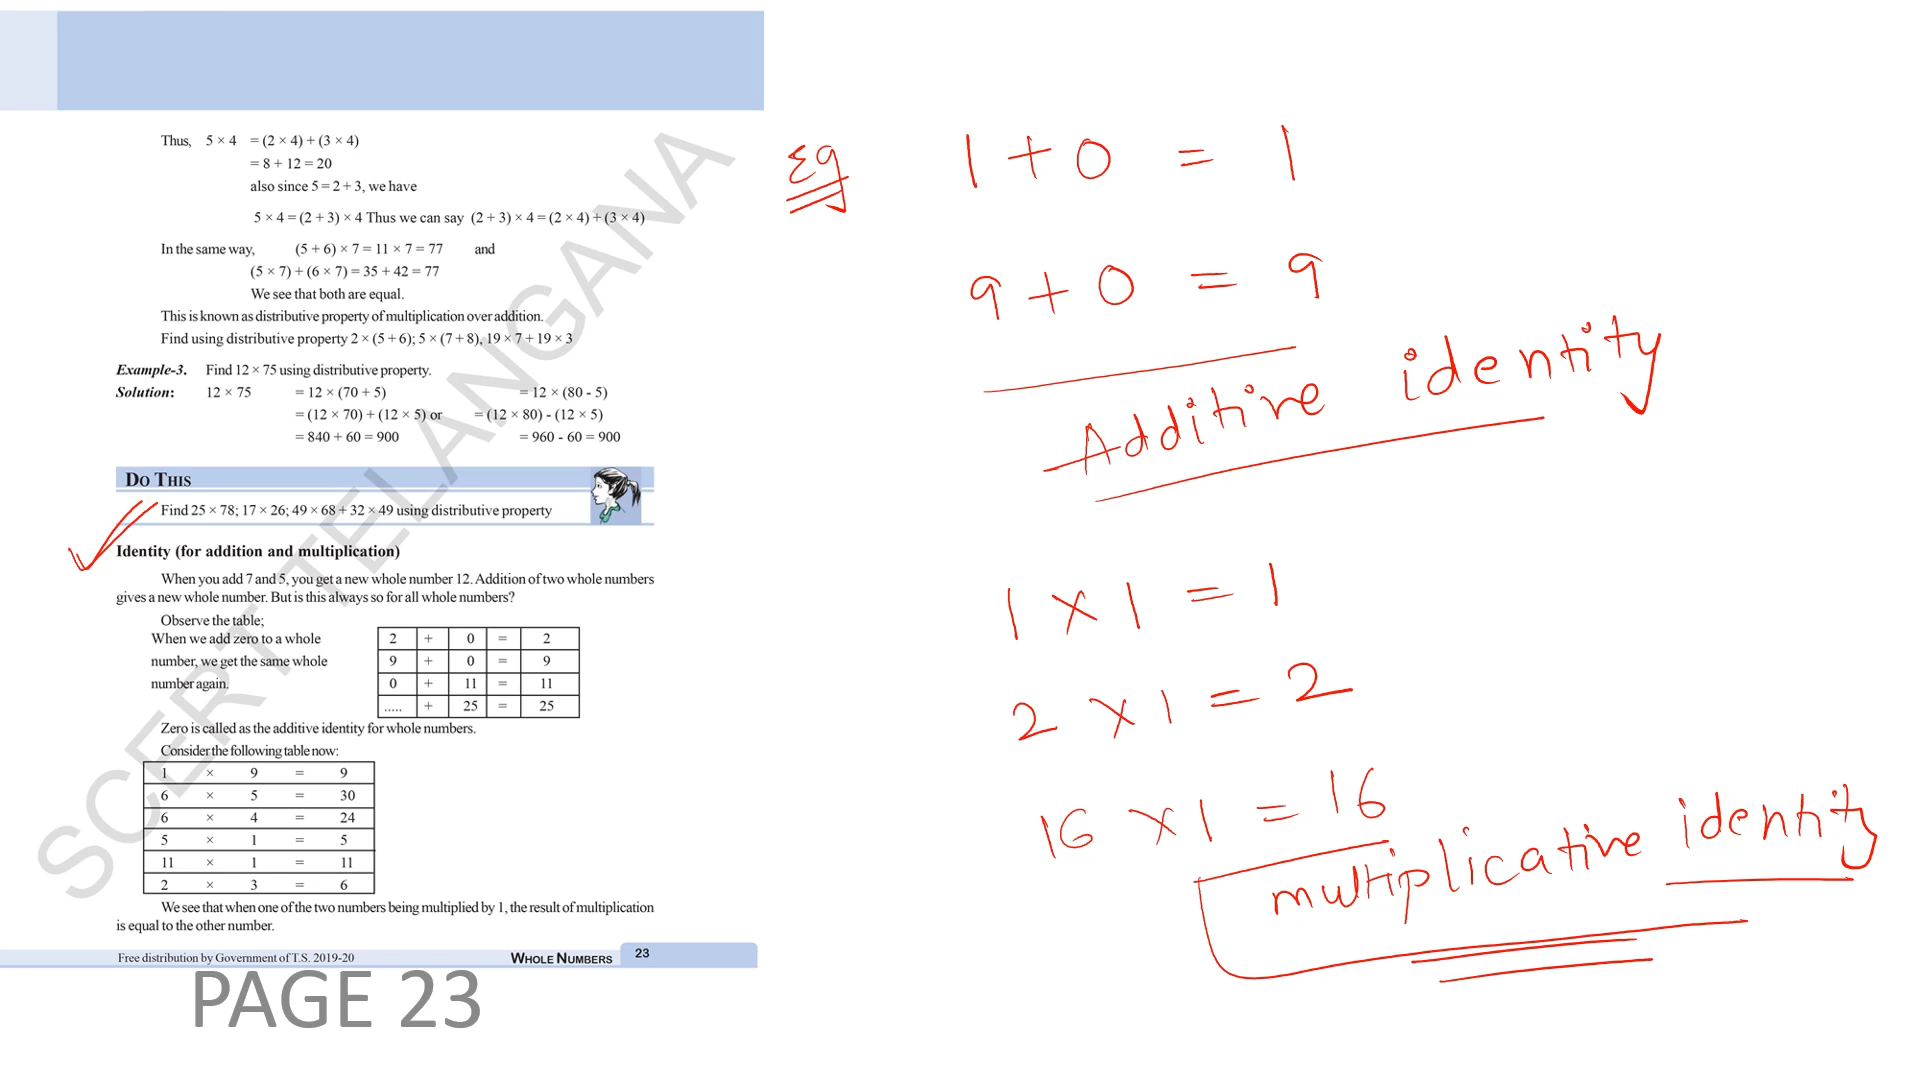 Thus, 5 × 4 = (2 × 4) + (3 × 4)
= 8 + 12 = 20
also since 5 = 2 + 3, we have
5 × 4 = (2 + 3) × 4 Thus we can say (2 + 3) × 4 = (2 × 4) + (3 × 4)
In the same way, (5 + 6) × 7 = 11 × 7 = 77 and
(5 × 7) + (6 × 7) = 35 + 42 = 77
We see that both are equal.
This is known as distributive property of multiplication over addition.
Find using distributive property 2 × (5 + 6); 5 × (7 + 8), 19 × 7 + 19 × 3
Example-3. Find 12 × 75 using distributive property.
Solution: 12 × 75 = 12 × (70 + 5) = 12 × (80 - 5)
= (12 × 70) + (12 × 5) or = (12 × 80) - (12 × 5)
= 840 + 60 = 900 = 960 - 60 = 900
DO THIS
Find 25 × 78; 17 × 26; 49 × 68 + 32 × 49 using distributive property
Identity (for addition and multiplication)
When you add 7 and 5, you get a new whole number 12. Addition of two whole numbers
gives a new whole number. But is this always so for all whole numbers?
Observe the table;
When we add zero to a whole
number, we get the same whole
number again.
2 + 0 = 2
9 + 0 = 9
0 + 11 = 11
..... + 25 = 25
Zero is called as the additive identity for whole numbers.
Consider the following table now:
1 × 9 = 9
6 × 5 = 30
6 × 4 = 24
5 × 1 = 5
11 × 1 = 11
2 × 3 = 6
We see that when one of the two numbers being multiplied by 1, the result of multiplication
is equal to the other number.
Free distribution by Government of T.S. 2019-20 WHOLE NUMBERS 23
SCERT TELANGANA
PAGE 23
Eg 1 + 0 = 1
9 + 0 = 9
Additive identity
1 × 1 = 1
2 × 1 = 2
16 × 1 = 16
multiplicative identity